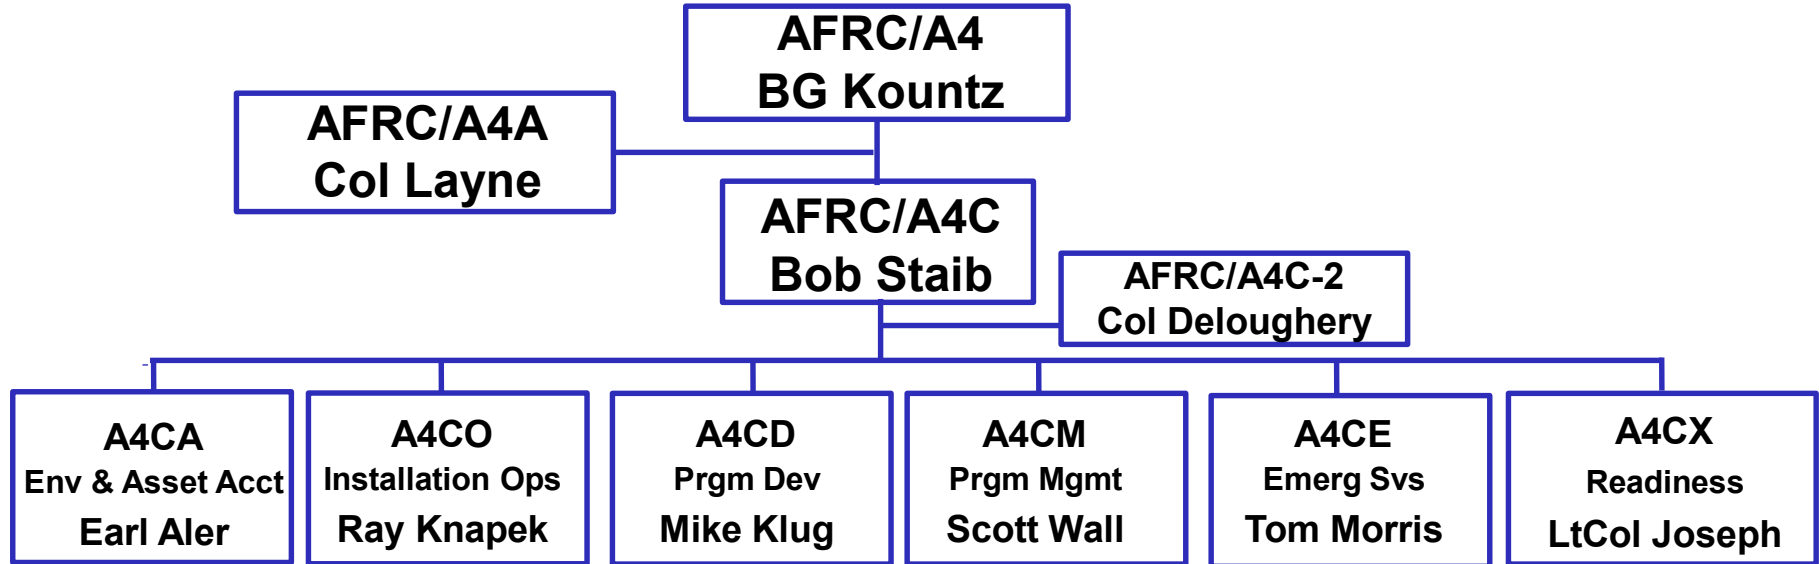 AFRC/A4
BG Kountz
AFRC/A4A
Col Layne
AFRC/A4C
Bob Staib
AFRC/A4C-2
Col Deloughery
A4CA
Env & Asset Acct
Earl Aler
A4CO
Installation Ops
Ray Knapek
A4CD
Prgm Dev
Mike Klug
A4CM
Prgm Mgmt
Scott Wall
A4CE
Emerg Svs
Tom Morris
A4CX
Readiness
LtCol Joseph